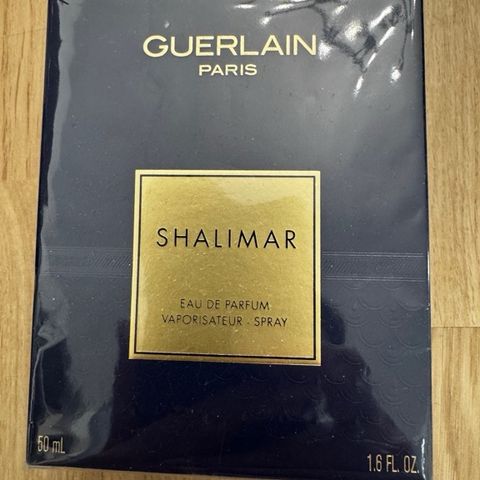 GUERLAIN
PARIS
SHALIMAR
EAU DE PARFUM
VAPORISATEUR - SPRAY
50 mL
1.6 FL. OZ.